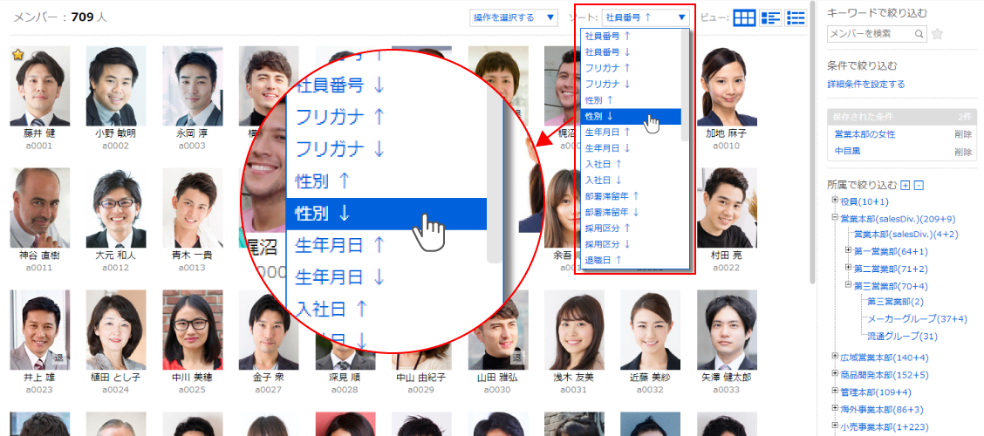 メンバー：709 人
操作を選択する ▼
ソート: 社員番号 ↑ ▼
ビュー:
社員番号 ↑
社員番号 ↓
フリガナ ↑
フリガナ ↓
性別 ↑
性別 ↓
生年月日 ↑
生年月日 ↓
入社日 ↑
入社日 ↓
部署滞留年 ↑
部署滞留年 ↓
採用区分 ↑
採用区分 ↓
退職日 ↑
社員番号 ↓
フリガナ ↑
フリガナ ↓
性別 ↑
性別 ↓
生年月日 ↑
生年月日 ↓
入社日 ↑
藤井 健
a0001
小野 敏明
a0002
永岡 淳
a0003
加地 麻子
a0010
神谷 直樹
a0011
大元 和人
a0012
青木 一貴
a0013
村田 亮
a0022
井上 雄
a0023
植田 とし子
a0024
中川 美穂
a0025
金子 衆
a0027
深見 順
a0028
中山 由紀子
a0029
山田 雅弘
a0030
浅木 友美
a0031
近藤 美紗
a0032
矢澤 健太郎
a0033
退
退
キーワードで絞り込む
メンバーを検索
条件で絞り込む
詳細条件を設定する
保存された条件 2件
営業本部の女性 削除
中目黒 削除
所属で絞り込む
役員(10+1)
営業本部(salesDiv.)(209+9)
営業本部(salesDiv.)(4+2)
第一営業部(64+1)
第二営業部(71+2)
第三営業部(70+4)
第三営業部(2)
メーカーグループ(37+4)
流通グループ(31)
広域営業本部(140+4)
商品開発本部(152+5)
管理本部(109+4)
海外事業本部(86+3)
小売事業本部(1+223)